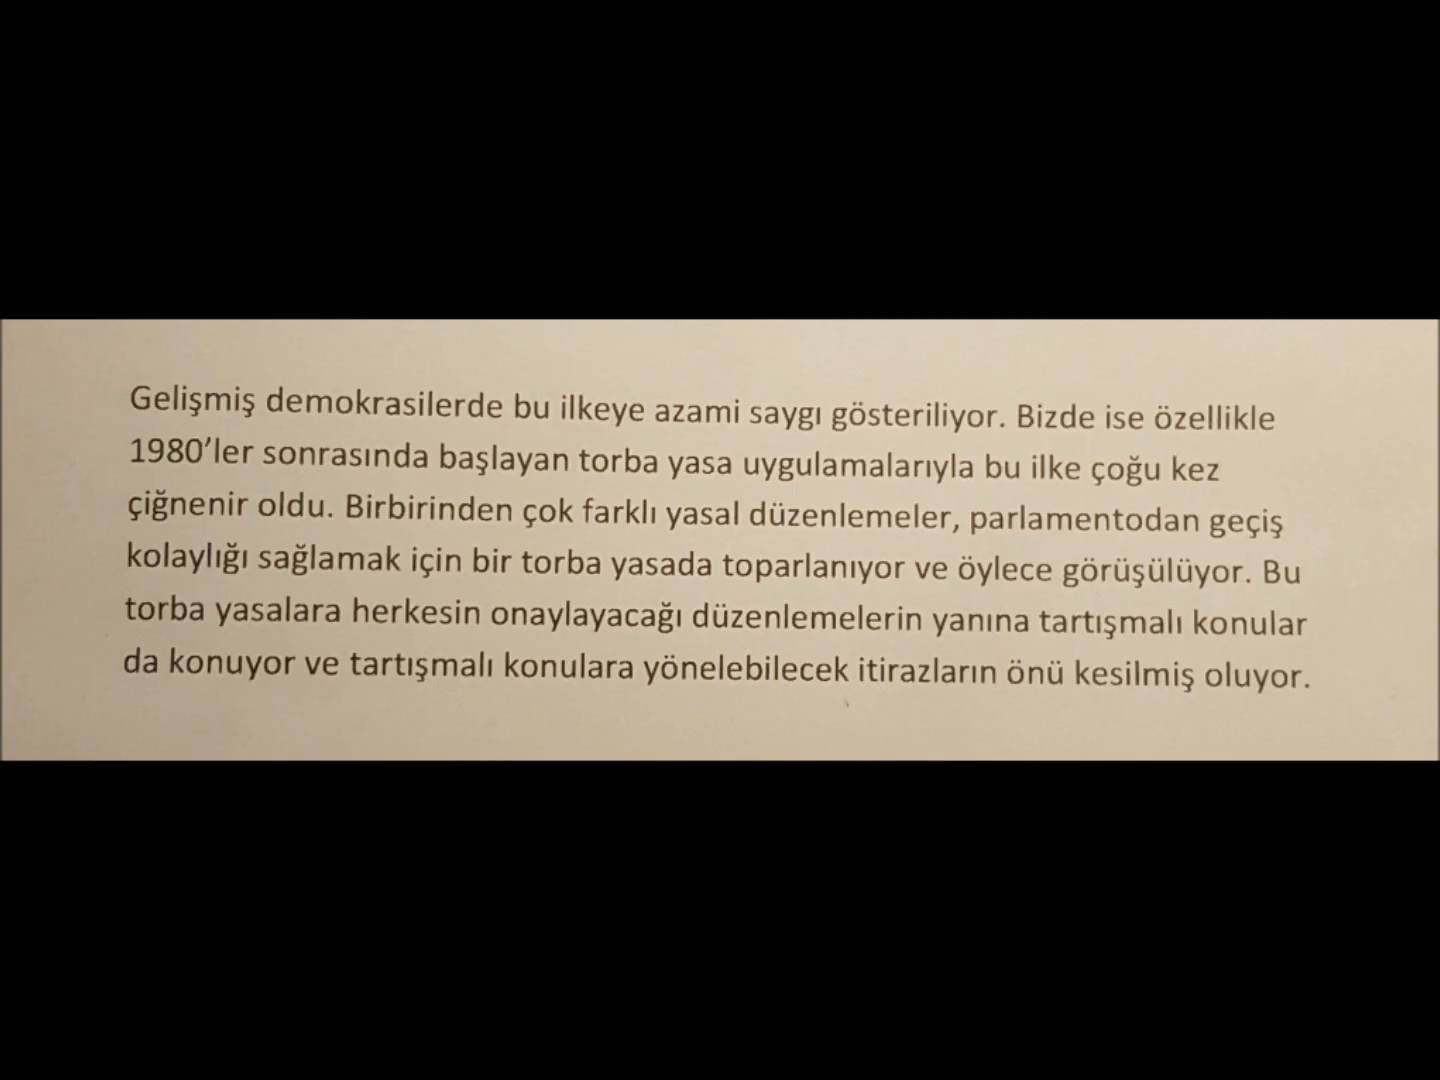 Gelişmiş demokrasilerde bu ilkeye azami saygı gösteriliyor. Bizde ise özellikle
1980’ler sonrasında başlayan torba yasa uygulamalarıyla bu ilke çoğu kez
çiğnenir oldu. Birbirinden çok farklı yasal düzenlemeler, parlamentodan geçiş
kolaylığı sağlamak için bir torba yasada toparlanıyor ve öylece görüşülüyor. Bu
torba yasalara herkesin onaylayacağı düzenlemelerin yanına tartışmalı konular
da konuyor ve tartışmalı konulara yönelebilecek itirazların önü kesilmiş oluyor.